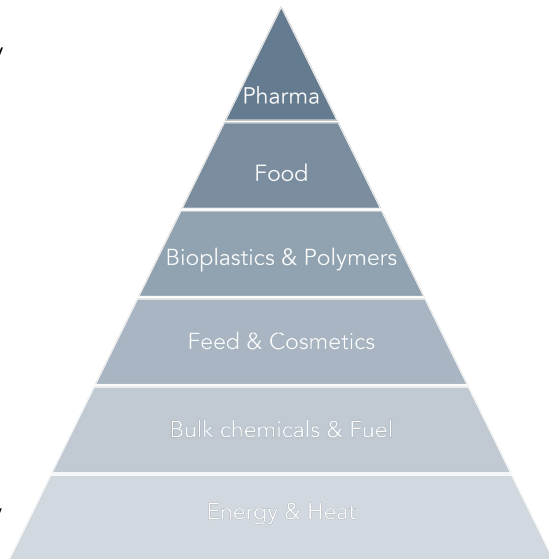 Pharma
Food
Bioplastics & Polymers
Feed & Cosmetics
Bulk chemicals & Fuel
Energy & Heat